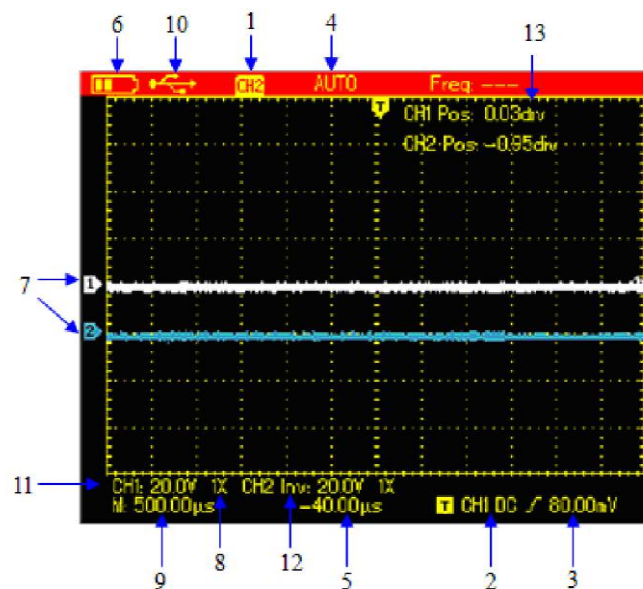 6 10 1 4 13
CH2 AUTO Freq: ---
T CH1 Pos: 0.03div
CH2 Pos: -0.95div
7
1
2
11
CH1: 20.0V 1X CH2 Inv: 20.0V 1X
M: 500.00µs -40.00µs T CH1 DC 80.00mV
9 8 12 5 2 3